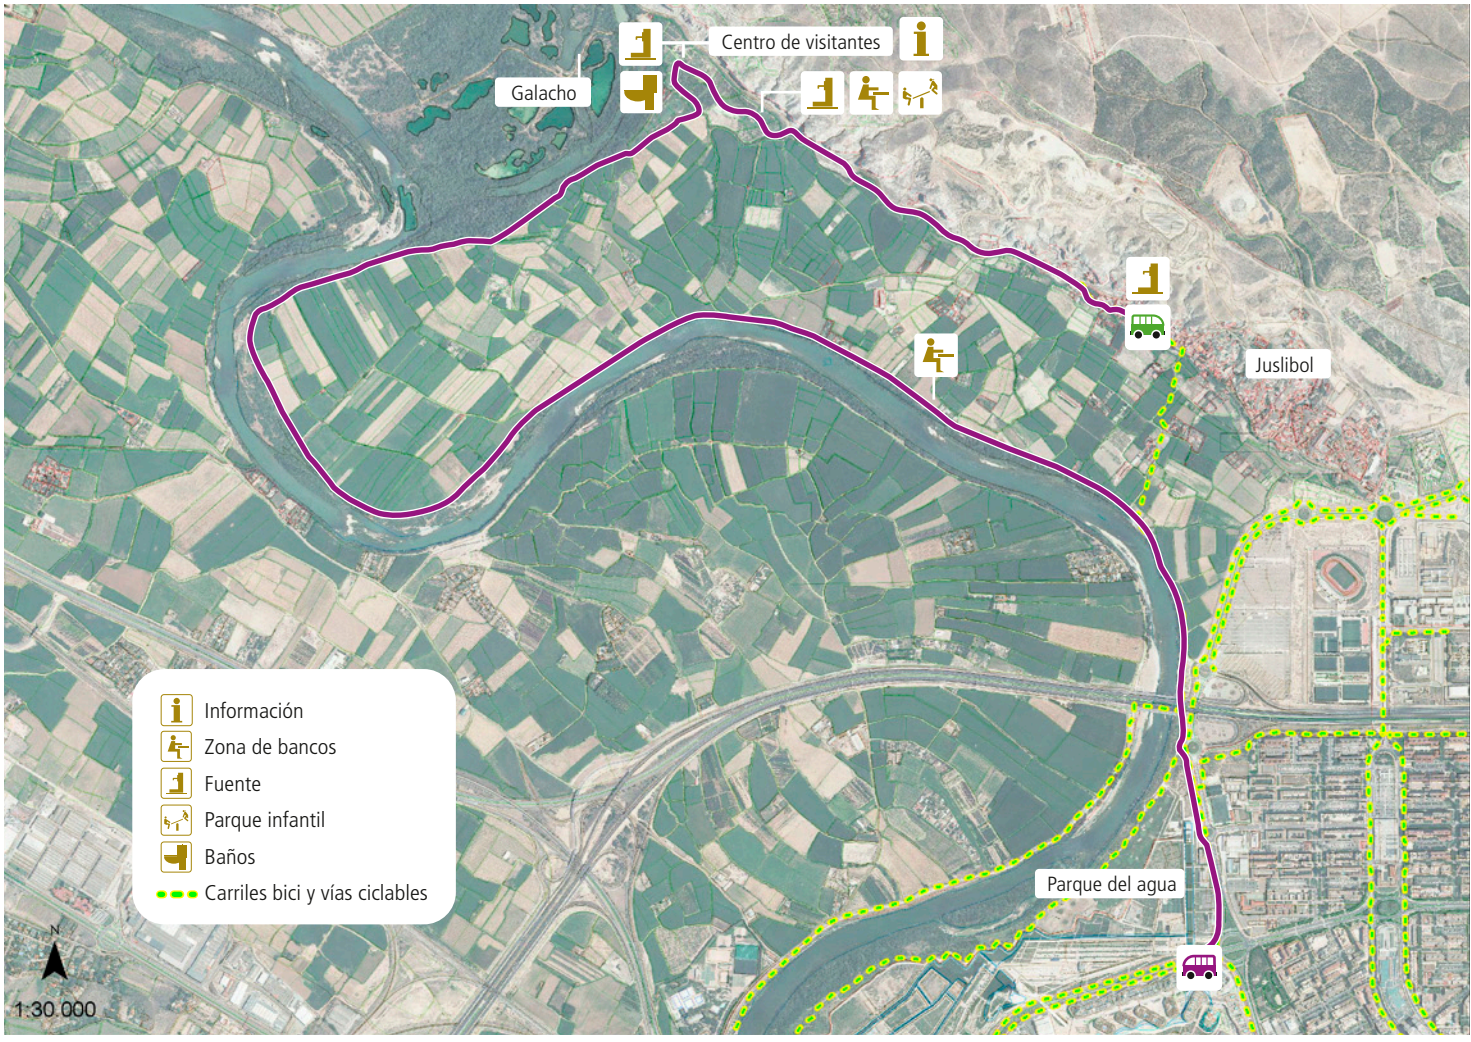 Centro de visitantes
Galacho
Juslibol
Información
Zona de bancos
Fuente
Parque infantil
Baños
Carriles bici y vías ciclables
Parque del agua
N
1:30.000